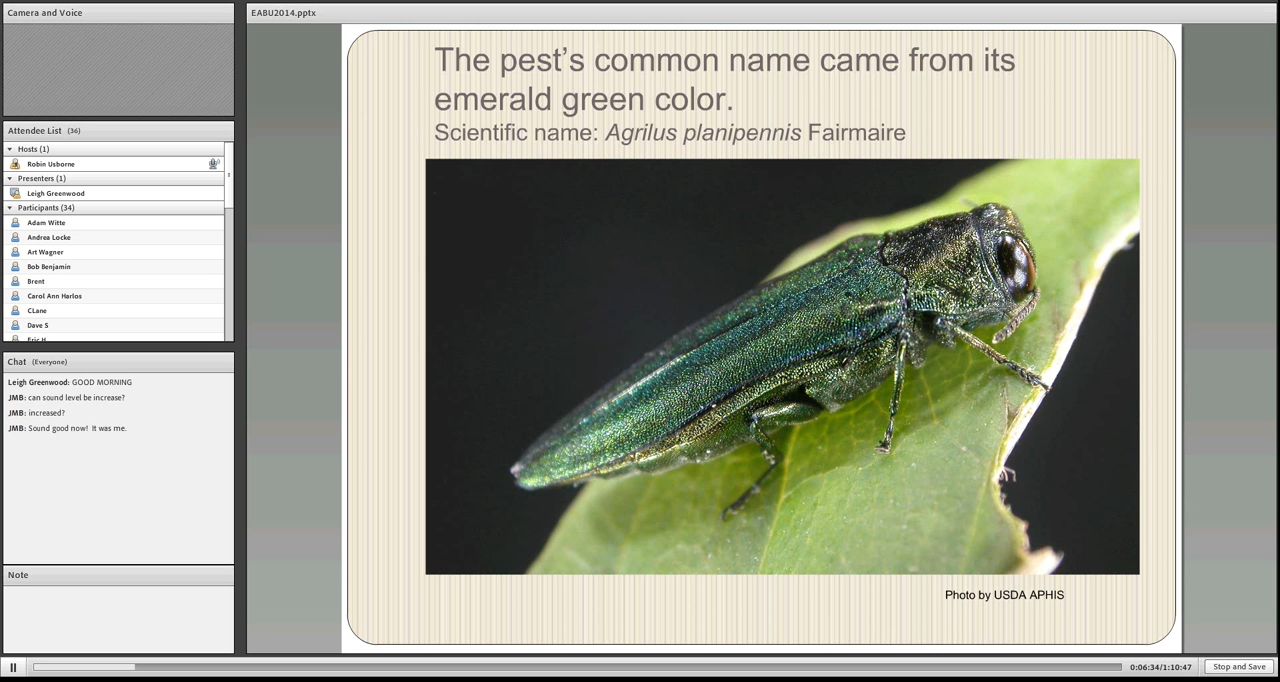 Camera and Voice
Attendee List (36)
Hosts (1)
Robin Usborne
Presenters (1)
Leigh Greenwood
Participants (34)
Adam Witte
Andrea Locke
Art Wagner
Bob Benjamin
Brent
Carol Ann Harlos
CLane
Dave S
Eric H
Chat (Everyone)
Leigh Greenwood: GOOD MORNING
JMB: can sound level be increase?
JMB: increased?
JMB: Sound good now! It was me.
Note
EABU2014.pptx
The pest’s common name came from its
emerald green color.
Scientific name: Agrilus planipennis Fairmaire
Photo by USDA APHIS
0:06:34/1:10:47
Stop and Save